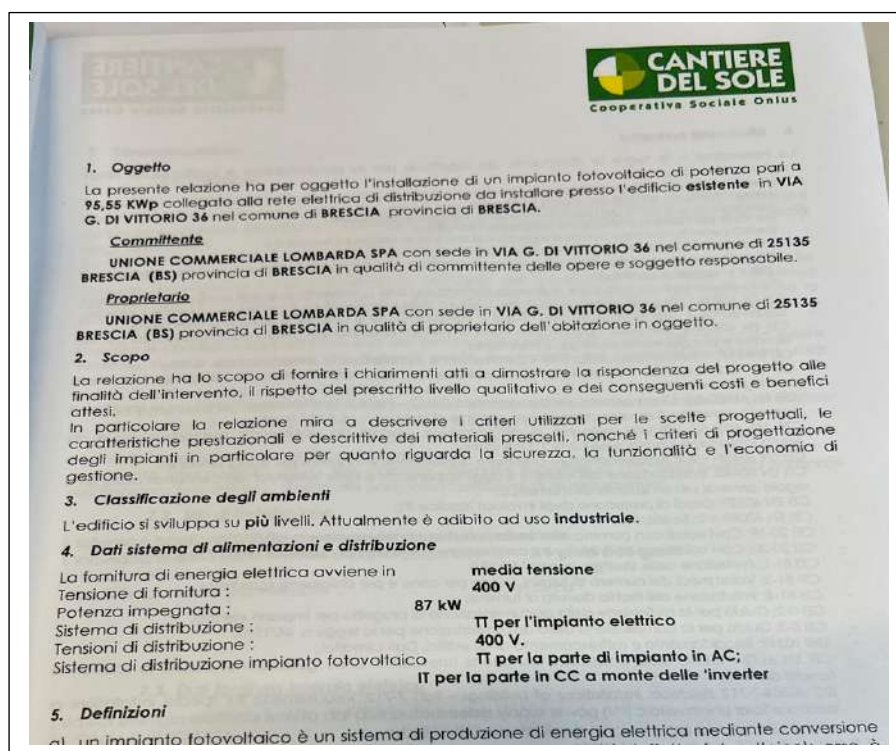 CANTIERE
DEL SOLE
Cooperativa Sociale Onlus
1. Oggetto
La presente relazione ha per oggetto l'installazione di un impianto fotovoltaico di potenza pari a
95,55 KWp collegato alla rete elettrica di distribuzione da installare presso l'edificio esistente in VIA
G. DI VITTORIO 36 nel comune di BRESCIA provincia di BRESCIA.
Committente
UNIONE COMMERCIALE LOMBARDA SPA con sede in VIA G. DI VITTORIO 36 nel comune di 25135
BRESCIA (BS) provincia di BRESCIA in qualità di committente delle opere e soggetto responsabile.
Proprietario
UNIONE COMMERCIALE LOMBARDA SPA con sede in VIA G. DI VITTORIO 36 nel comune di 25135
BRESCIA (BS) provincia di BRESCIA in qualità di proprietario dell'abitazione in oggetto.
2. Scopo
La relazione ha lo scopo di fornire i chiarimenti atti a dimostrare la rispondenza del progetto alle
finalità dell'intervento, il rispetto del prescritto livello qualitativo e dei conseguenti costi e benefici
attesi.
In particolare la relazione mira a descrivere i criteri utilizzati per le scelte progettuali, le
caratteristiche prestazionali e descrittive dei materiali prescelti, nonché i criteri di progettazione
degli impianti in particolare per quanto riguarda la sicurezza, la funzionalità e l'economia di
gestione.
3. Classificazione degli ambienti
L'edificio si sviluppa su più livelli. Attualmente è adibito ad uso industriale.
4. Dati sistema di alimentazioni e distribuzione
La fornitura di energia elettrica avviene in media tensione
Tensione di fornitura : 400 V
Potenza impegnata : 87 kW
Sistema di distribuzione : TT per l'impianto elettrico
Tensioni di distribuzione : 400 V.
Sistema di distribuzione impianto fotovoltaico TT per la parte di impianto in AC;
IT per la parte in CC a monte delle 'inverter
5. Definizioni
a) un impianto fotovoltaico è un sistema di produzione di energia elettrica mediante conversione